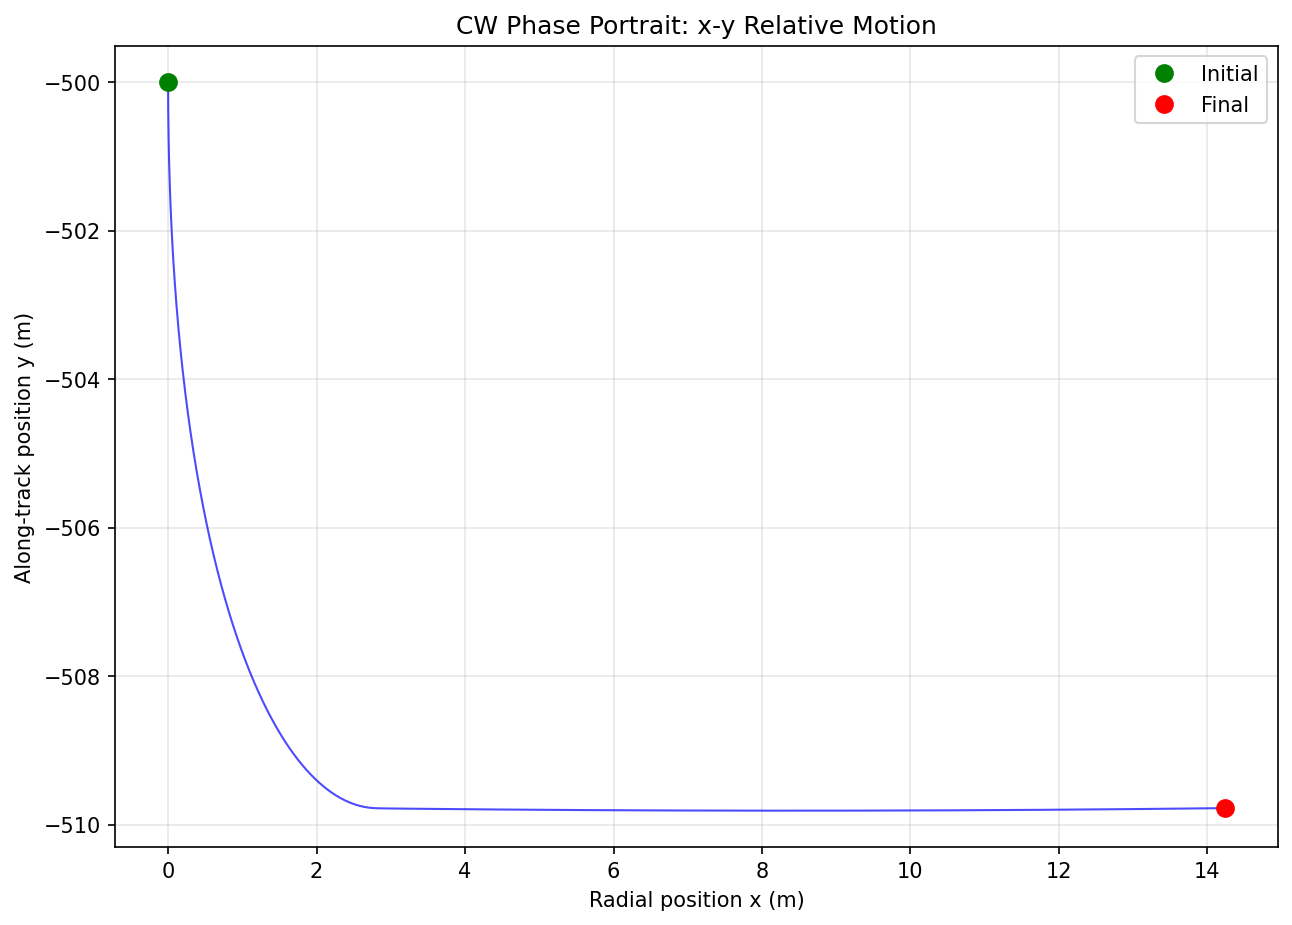 CW Phase Portrait: x-y Relative Motion
Initial
Final
−500
−502
−504
−506
−508
−510
Along-track position y (m)
0 2 4 6 8 10 12 14
Radial position x (m)